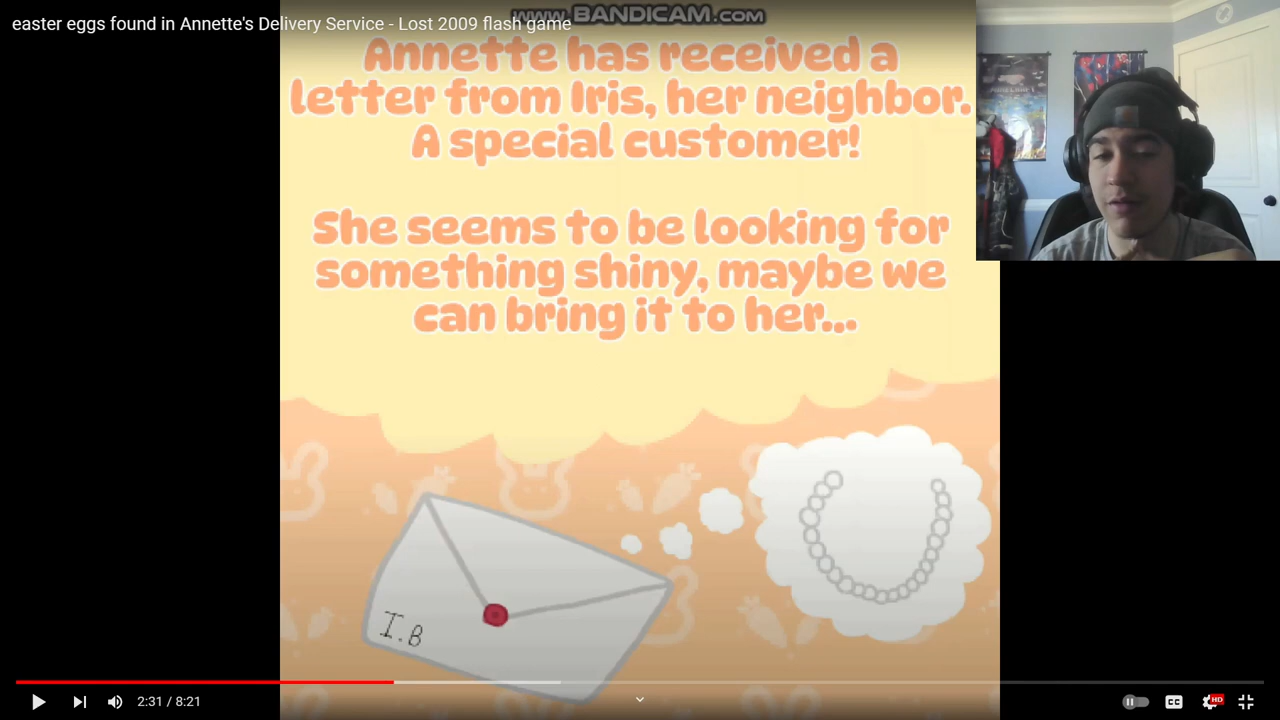 www.BANDICAM.com
easter eggs found in Annette's Delivery Service - Lost 2009 flash game
Annette has received a
letter from Iris, her neighbor.
A special customer!
She seems to be looking for
something shiny, maybe we
can bring it to her...
I.B
2:31 / 8:21
CC
HD